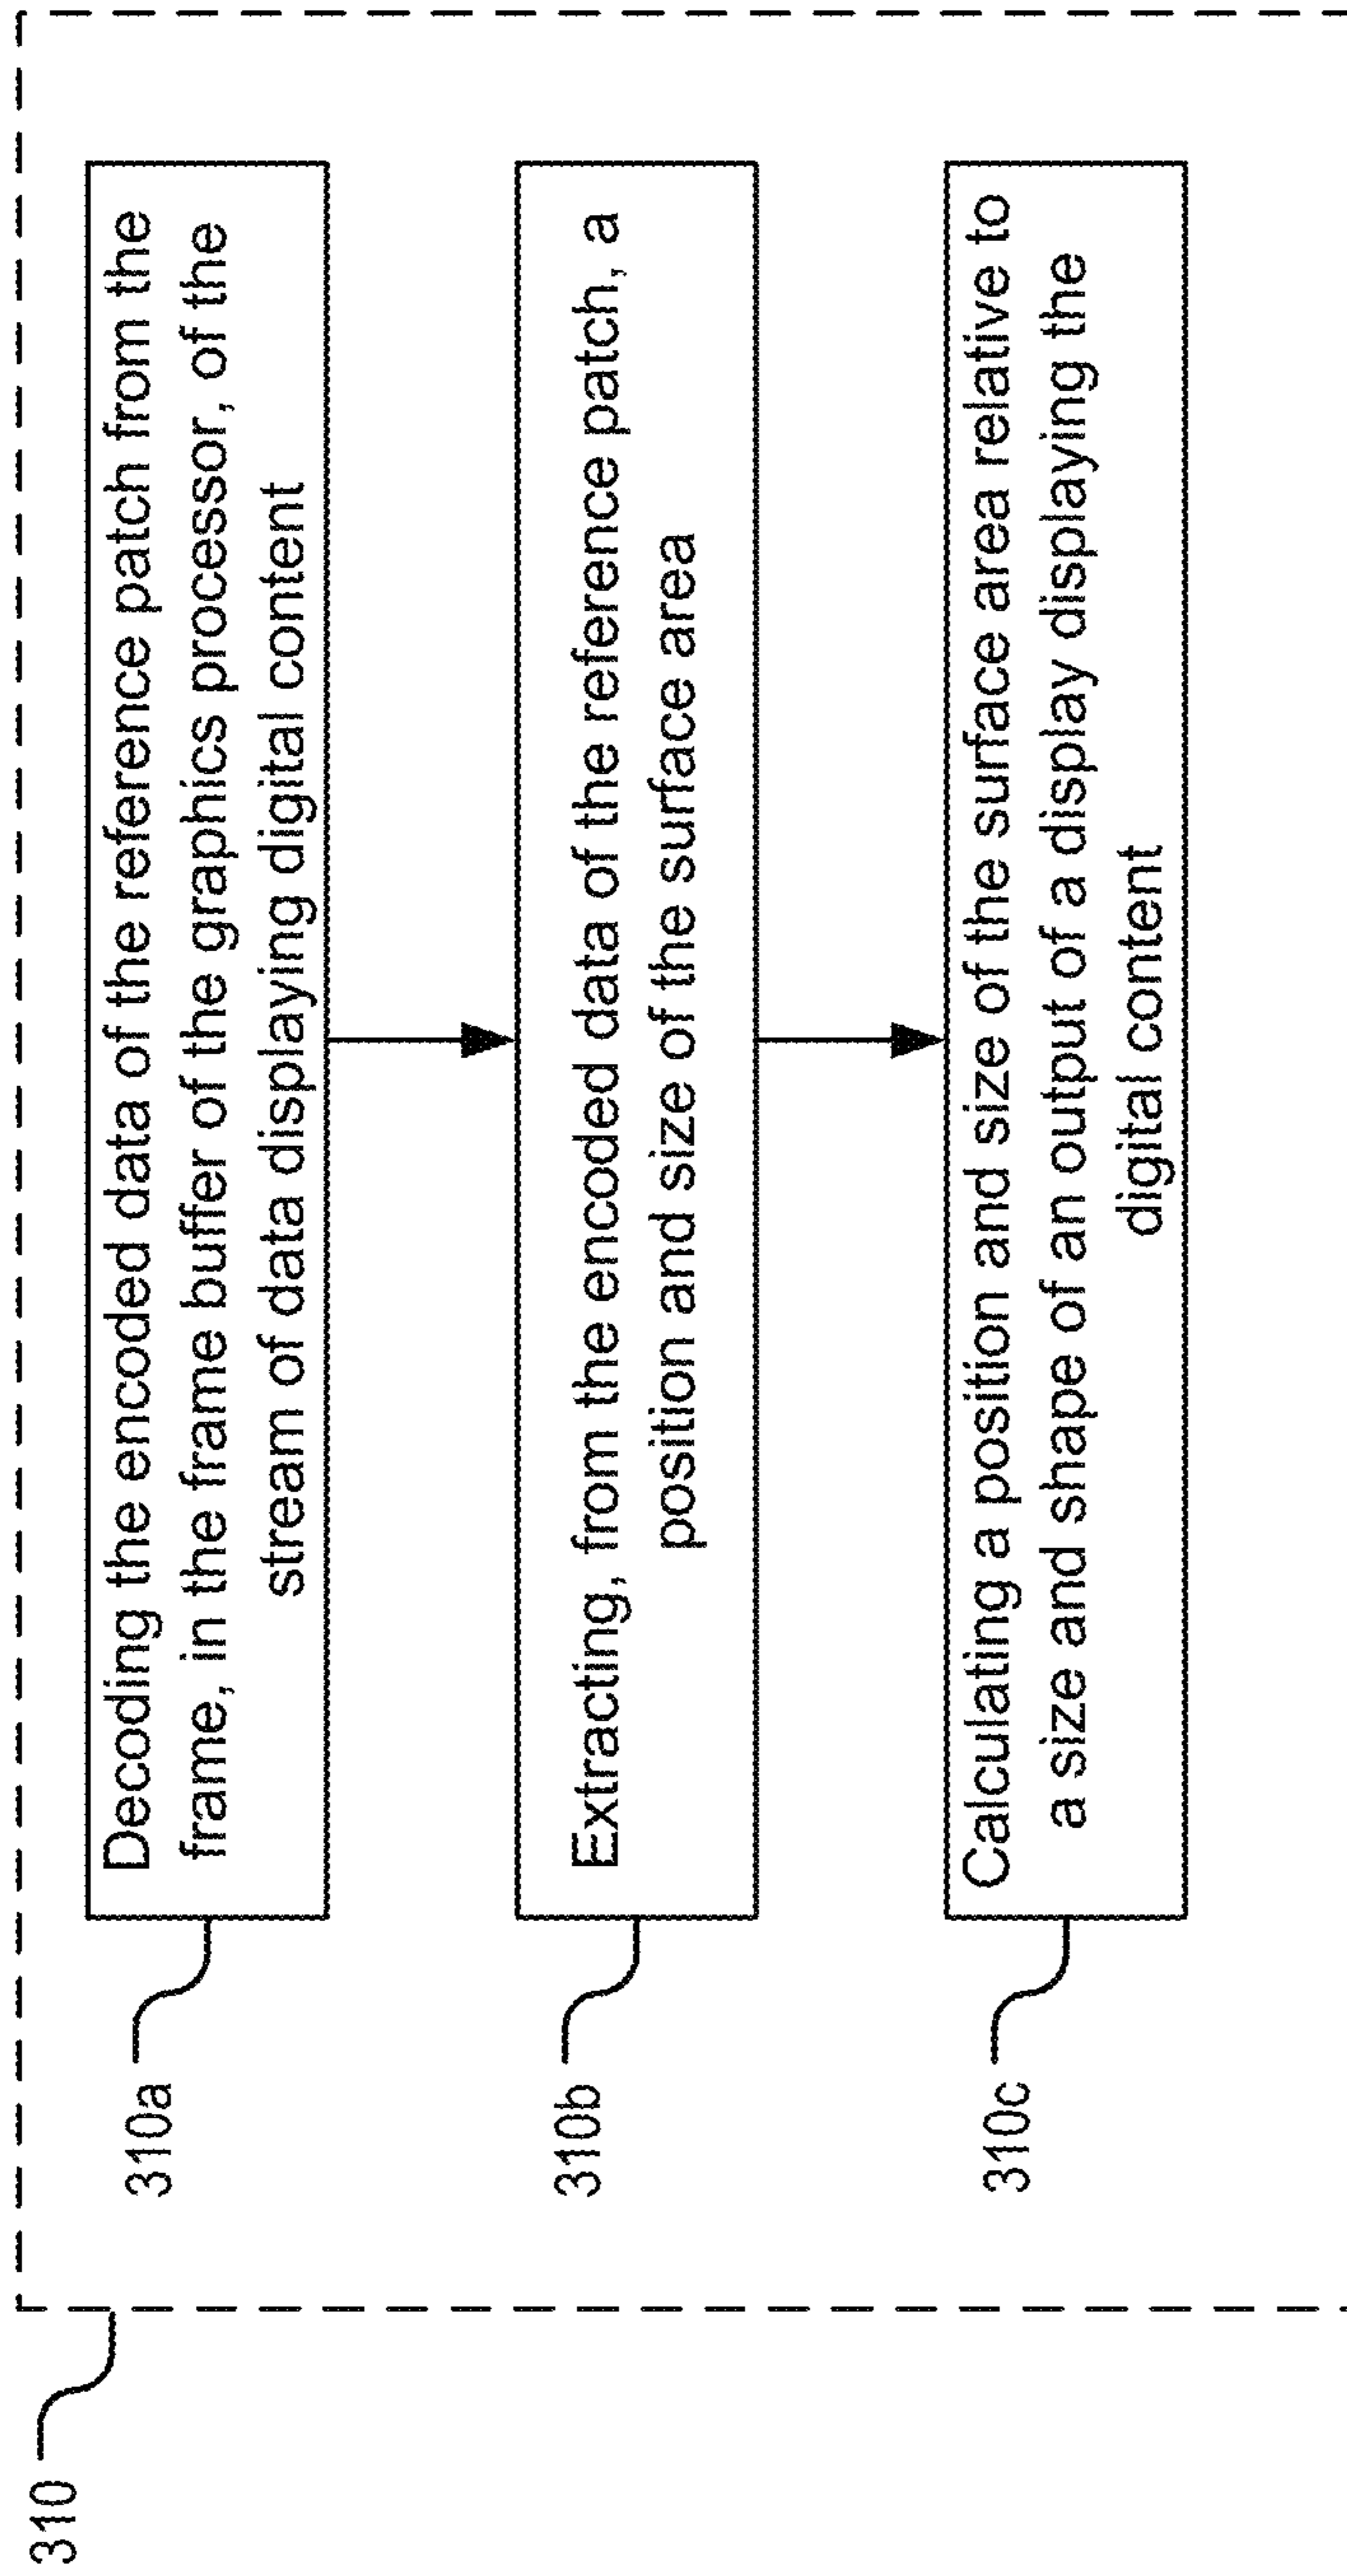 310
310a
Decoding the encoded data of the reference patch from the
frame, in the frame buffer of the graphics processor, of the
stream of data displaying digital content
310b
Extracting, from the encoded data of the reference patch, a
position and size of the surface area
310c
Calculating a position and size of the surface area relative to
a size and shape of an output of a display displaying the
digital content